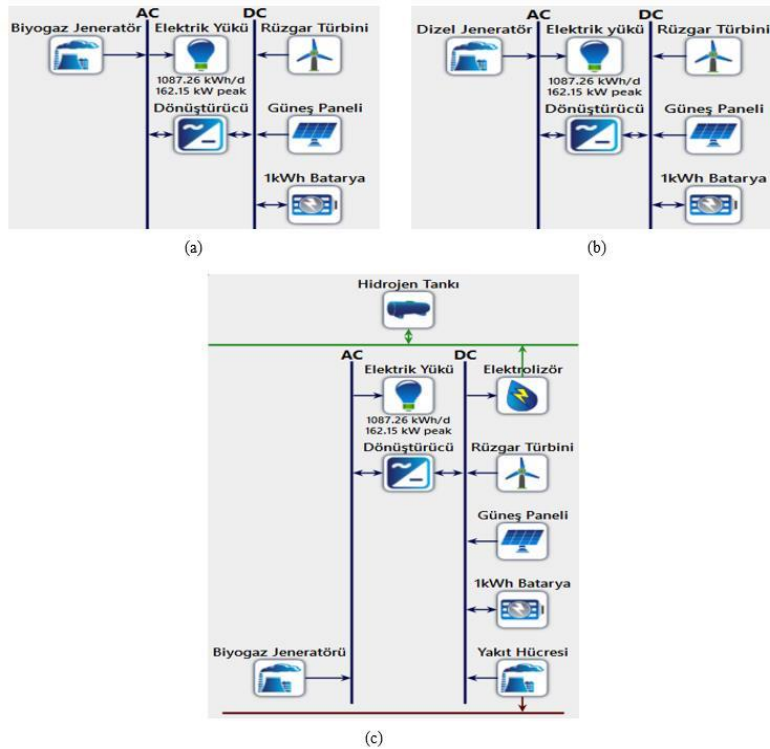 AC
DC
Biyogaz Jeneratör
Elektrik Yükü
Rüzgar Türbini
1087.26 kWh/d
162.15 kW peak
Dönüştürücü
Güneş Paneli
1kWh Batarya
(a)
AC
DC
Dizel Jeneratör
Elektrik yükü
Rüzgar Türbini
1087.26 kWh/d
162.15 kW peak
Dönüştürücü
Güneş Paneli
1kWh Batarya
(b)
Hidrojen Tankı
AC
DC
Elektrik Yükü
Elektrolizör
1087.26 kWh/d
162.15 kW peak
Dönüştürücü
Rüzgar Türbini
Güneş Paneli
1kWh Batarya
Biyogaz Jeneratörü
Yakıt Hücresi
(c)